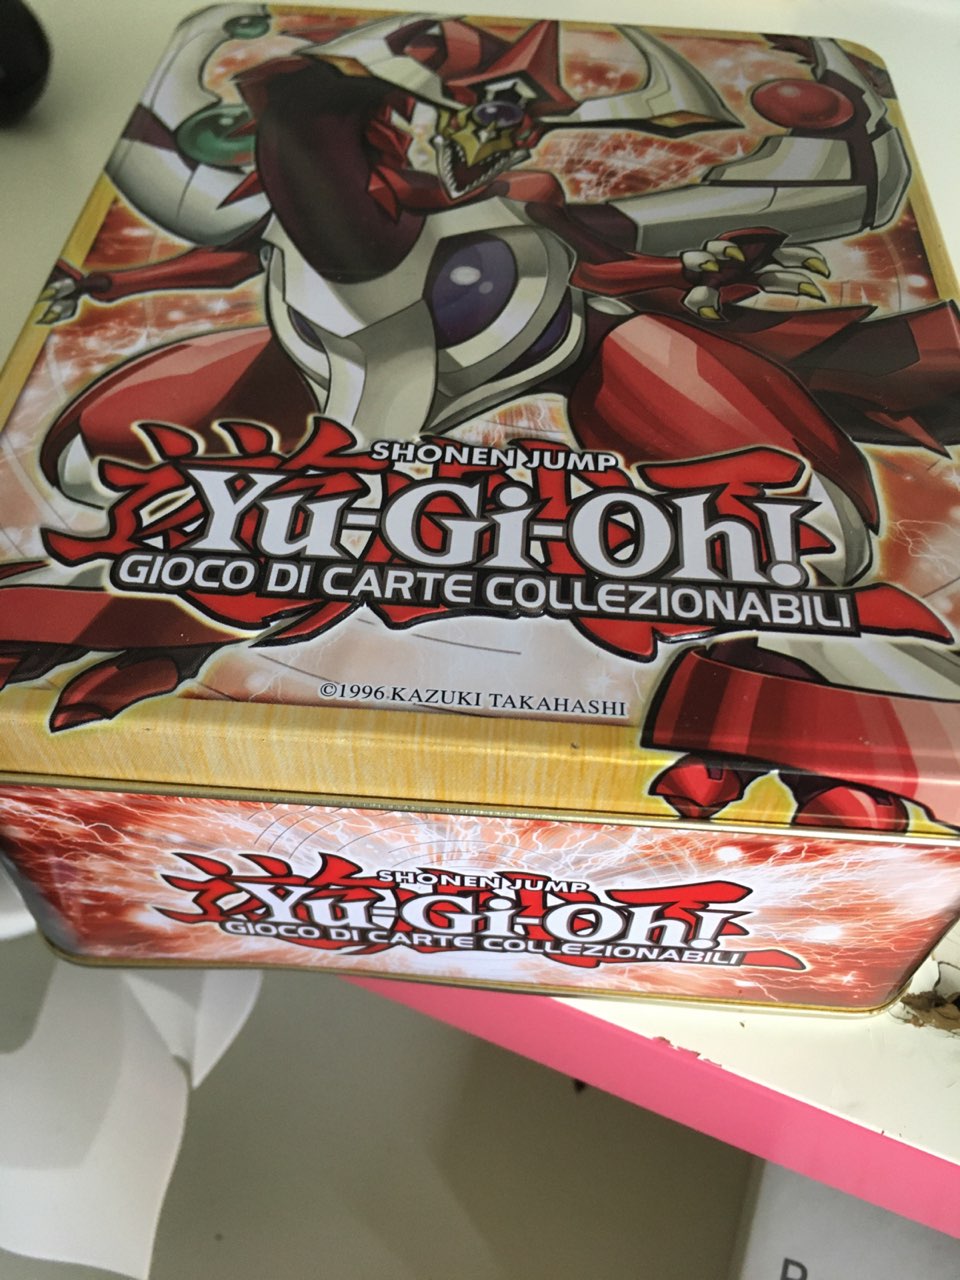 SHONEN JUMP
Yu-Gi-Oh!
GIOCO DI CARTE COLLEZIONABILI
©1996 KAZUKI TAKAHASHI
SHONEN JUMP
Yu-Gi-Oh!
GIOCO DI CARTE COLLEZIONABILI